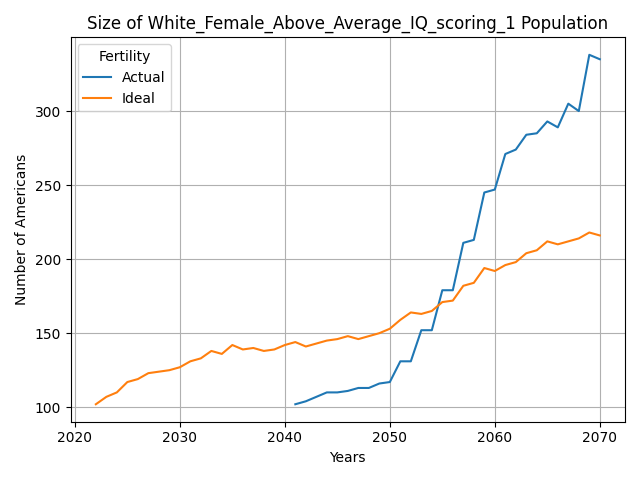 Size of White_Female_Above_Average_IQ_scoring_1 Population
Fertility
Actual
Ideal
300
250
200
150
100
Number of Americans
2020 2030 2040 2050 2060 2070
Years